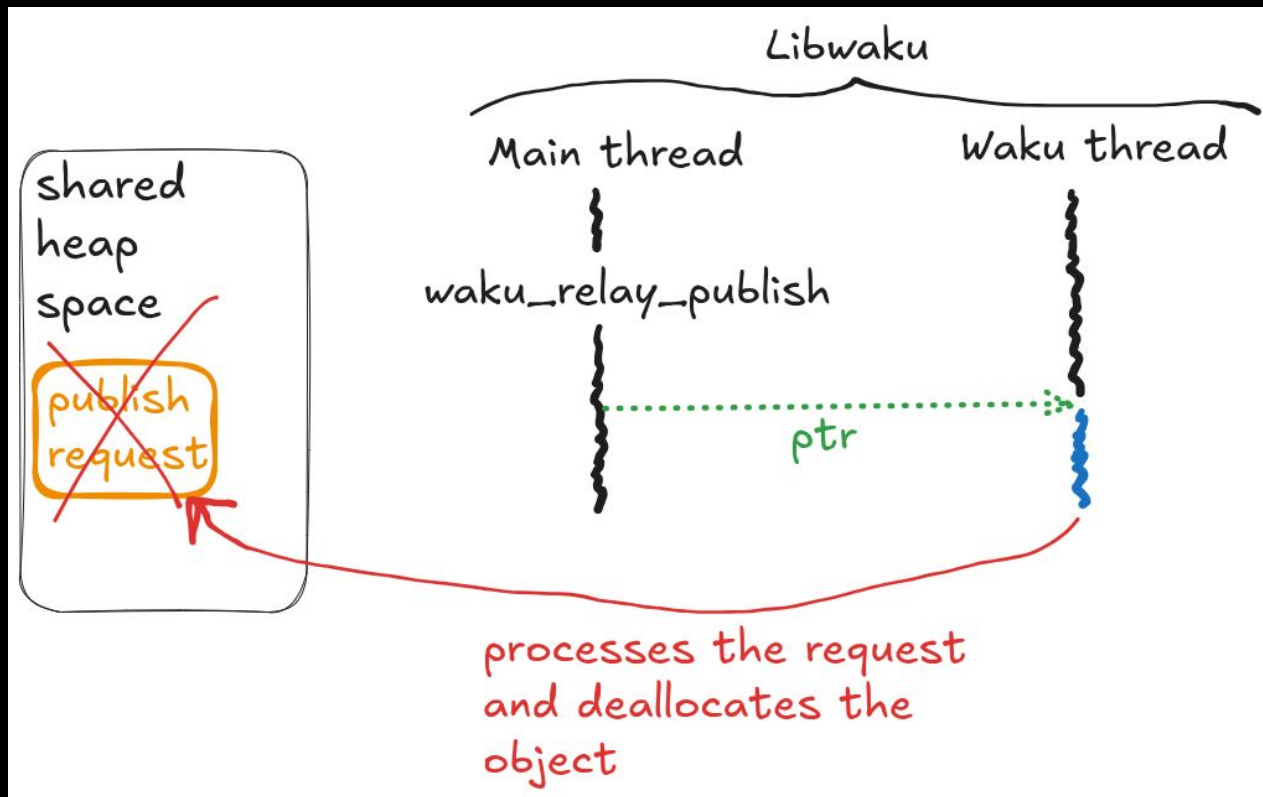 Libwaku
Main thread
Waku thread
shared
heap
space
waku_relay_publish
publish
request
ptr
processes the request
and deallocates the
object